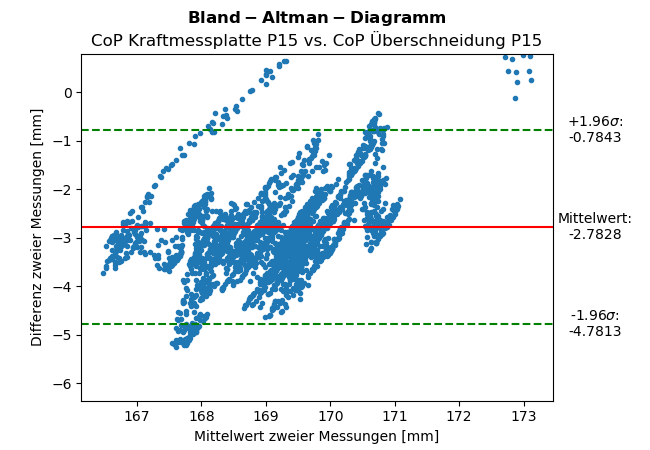 Bland − Altman − Diagramm
CoP Kraftmessplatte P15 vs. CoP Überschneidung P15
Differenz zweier Messungen [mm]
0
−1
−2
−3
−4
−5
−6
+1.96σ:
-0.7843
Mittelwert:
-2.7828
-1.96σ:
-4.7813
167 168 169 170 171 172 173
Mittelwert zweier Messungen [mm]